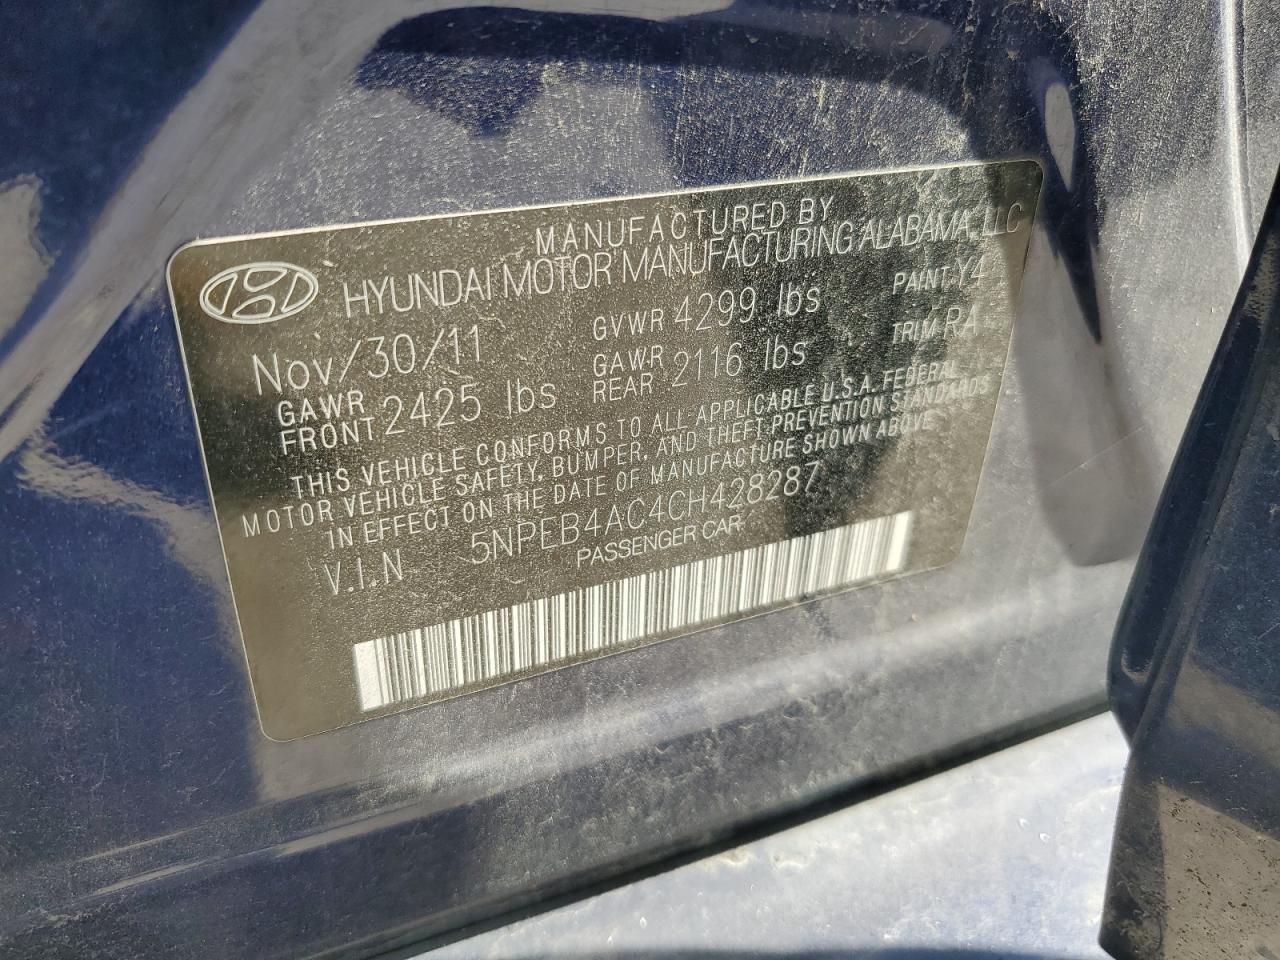 MANUFACTURED BY
HYUNDAI MOTOR MANUFACTURING ALABAMA, LLC
Nov/30/11 GVWR 4299 lbs PAINT-Y4
GAWR FRONT 2425 lbs GAWR REAR 2116 lbs TRIM-RA
THIS VEHICLE CONFORMS TO ALL APPLICABLE U.S.A. FEDERAL
MOTOR VEHICLE SAFETY, BUMPER, AND THEFT PREVENTION STANDARDS
IN EFFECT ON THE DATE OF MANUFACTURE SHOWN ABOVE
V.I.N 5NPEB4AC4CH428287
PASSENGER CAR